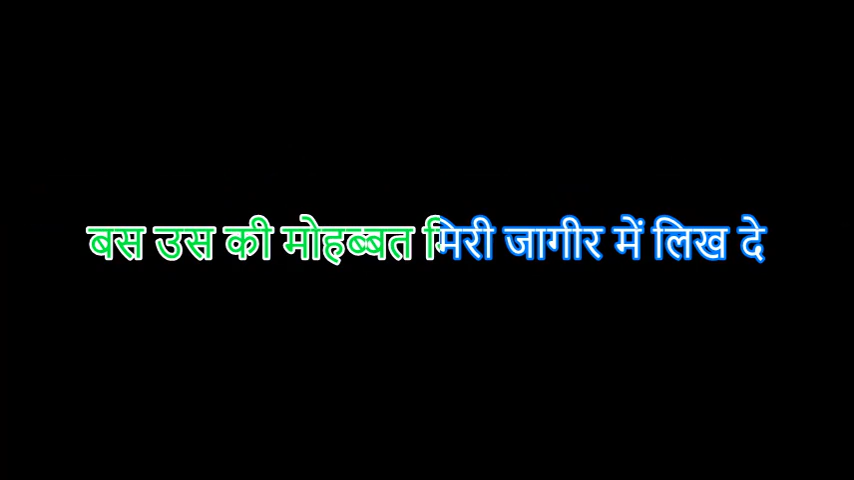 बस उस की मोहब्बत मिरी जागीर में लिख दे